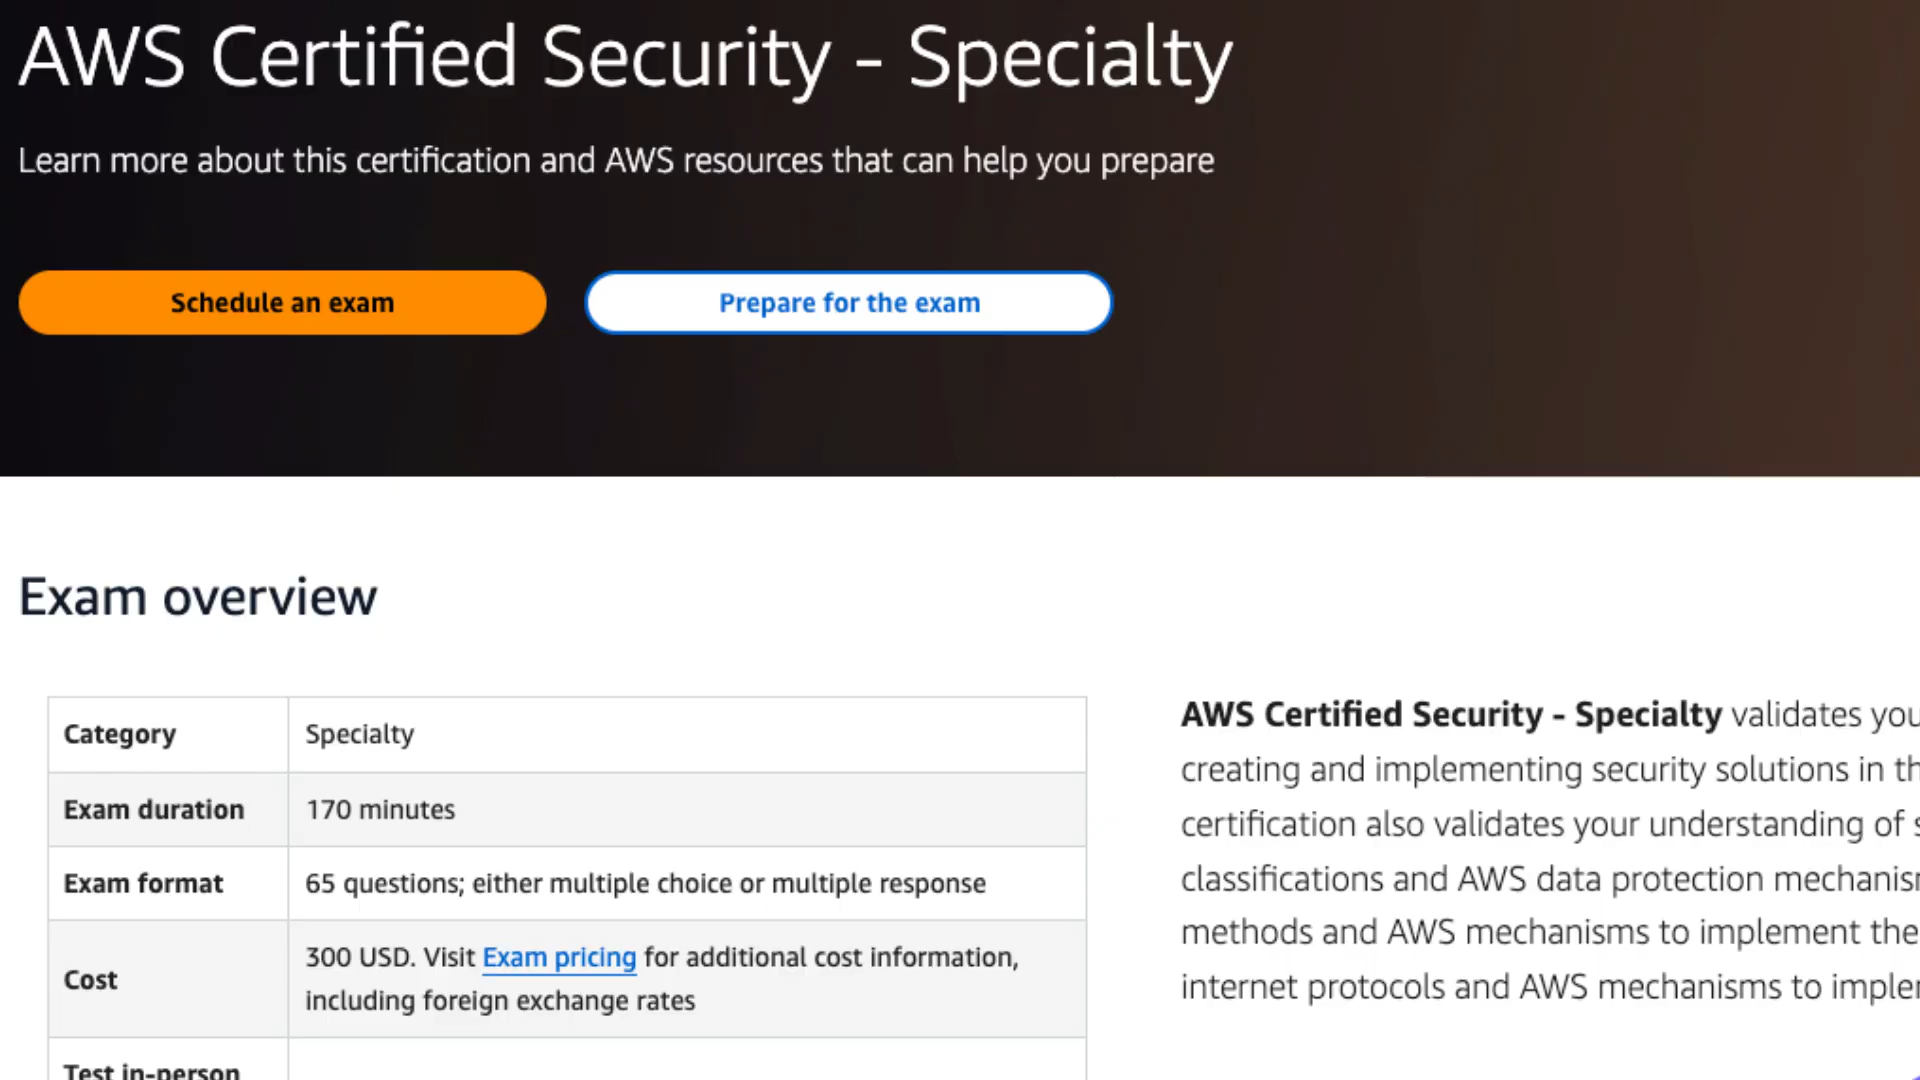 AWS Certified Security - Specialty
Learn more about this certification and AWS resources that can help you prepare
Schedule an exam
Prepare for the exam
Exam overview
Category
Specialty
Exam duration
170 minutes
Exam format
65 questions; either multiple choice or multiple response
Cost
300 USD. Visit Exam pricing for additional cost information,
including foreign exchange rates
Test in-person
AWS Certified Security - Specialty validates
creating and implementing security solutions in
certification also validates your understanding of
classifications and AWS data protection
methods and AWS mechanisms to implement the
internet protocols and AWS mechanisms to